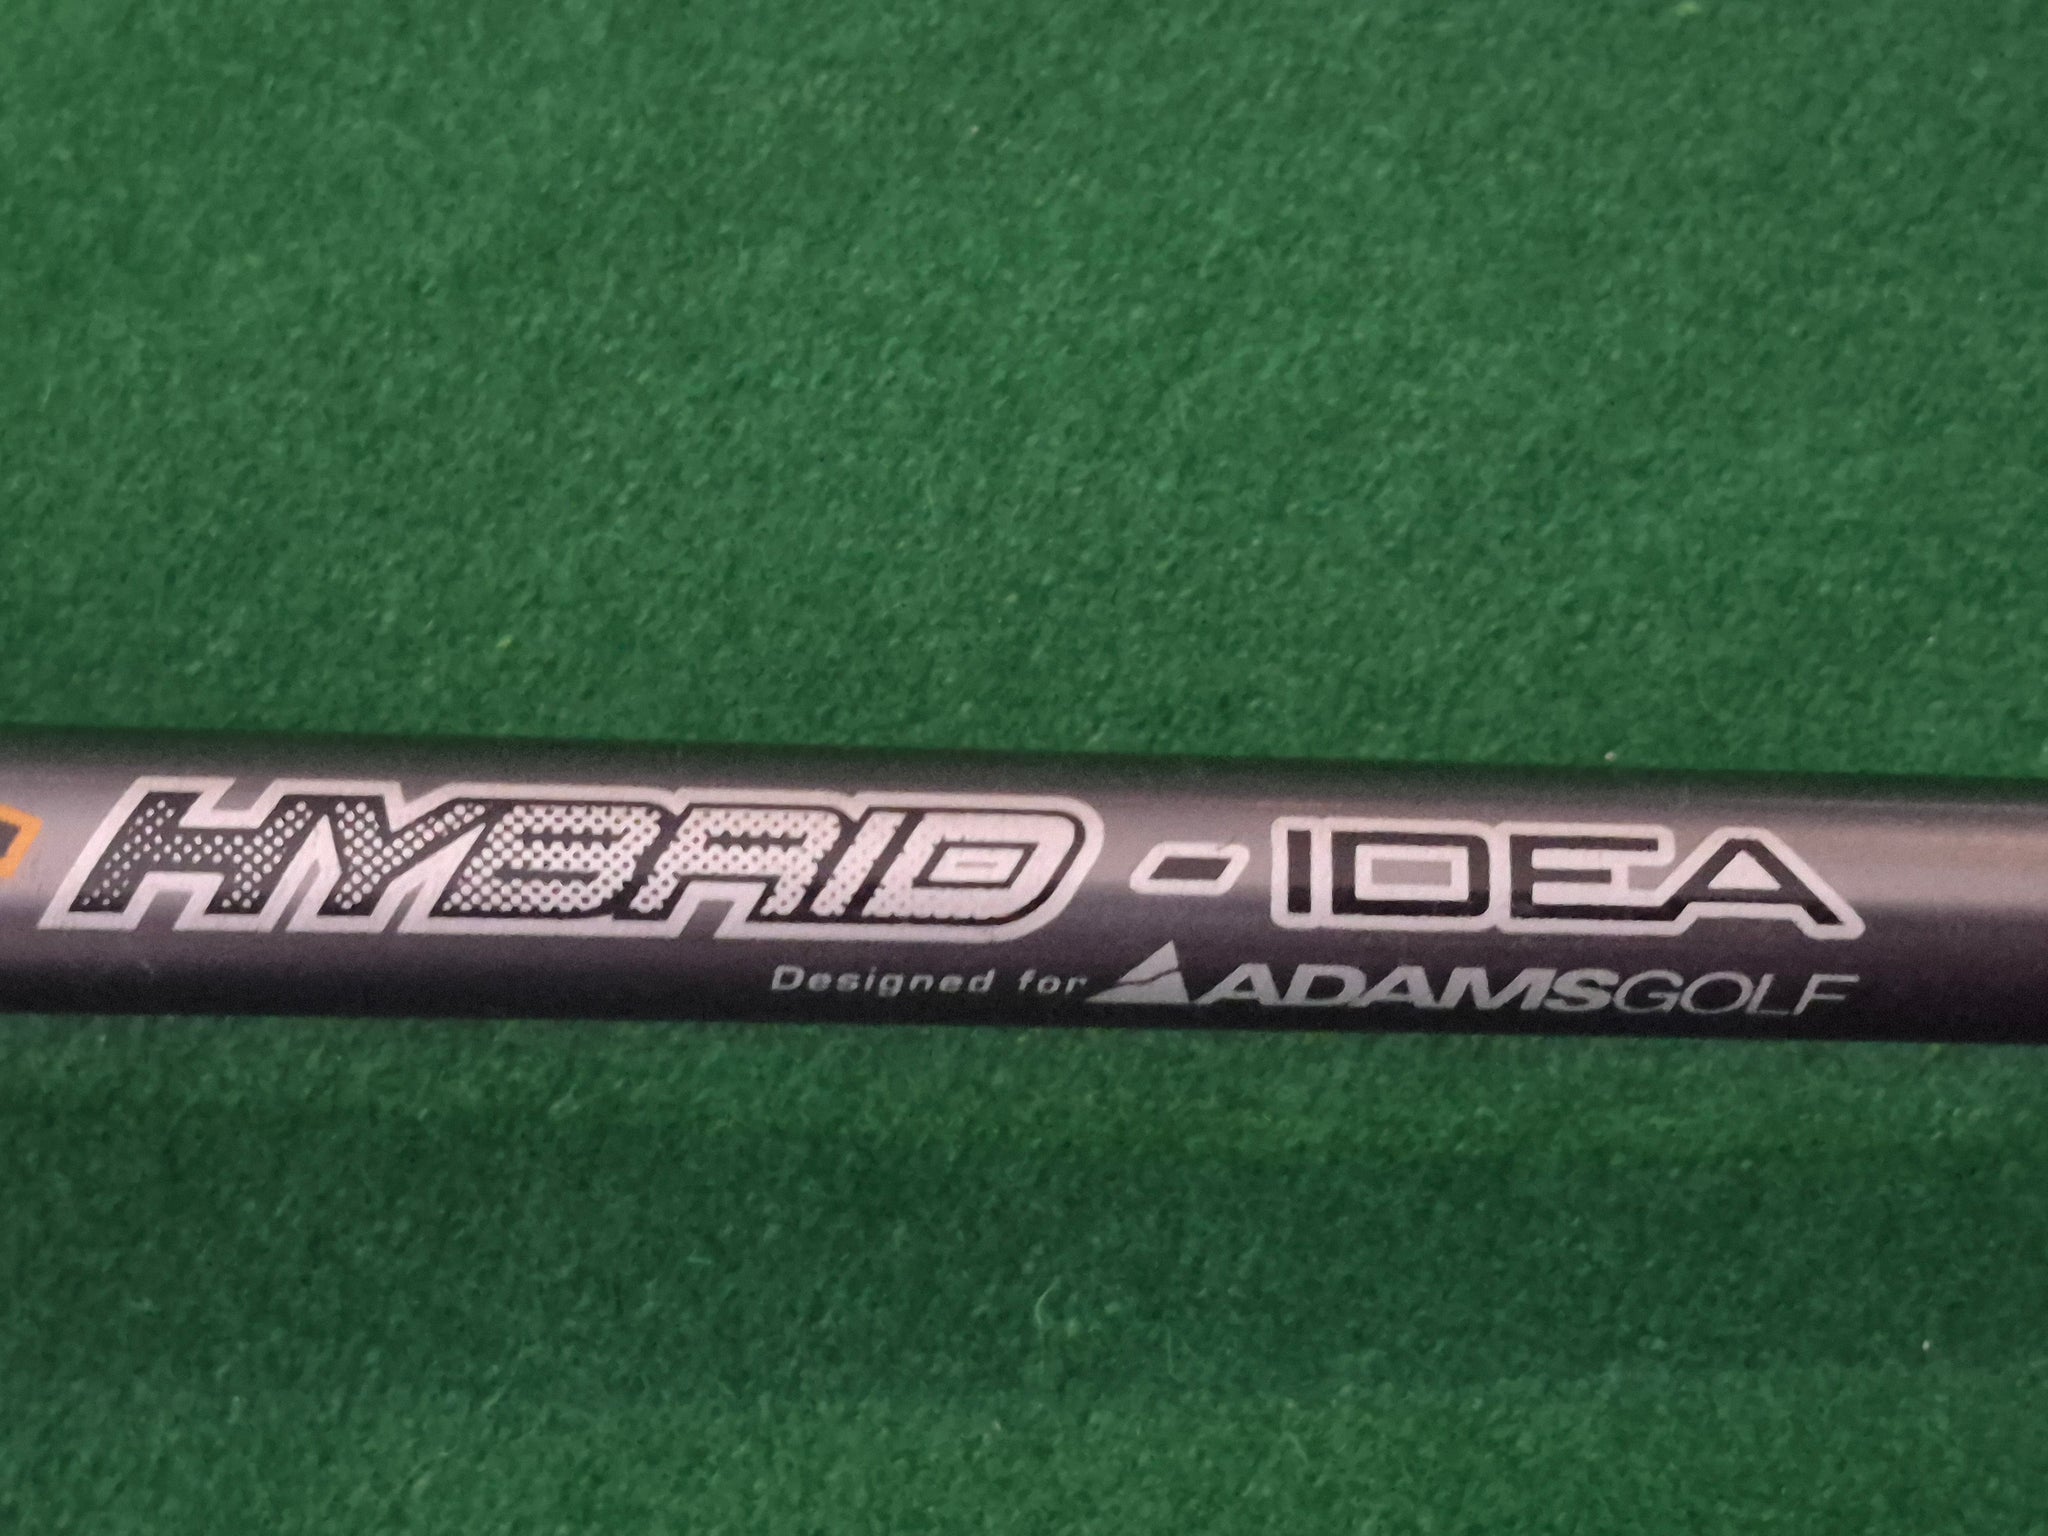 HYBRID - IDEA
Designed for ADAMSGOLF